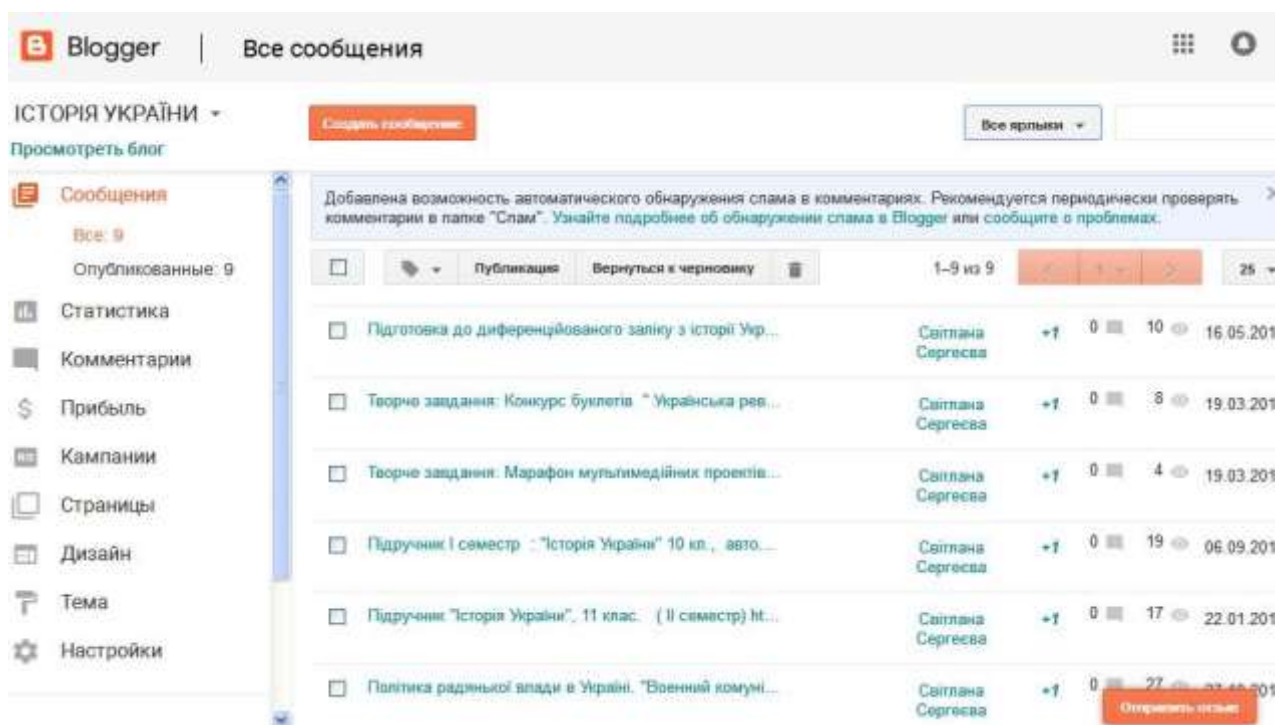 Blogger | Все сообщения
ІСТОРІЯ УКРАЇНИ
Создать сообщение
Все ярлыки
Просмотреть блог
Сообщения
Все: 9
Опубликованные: 9
Статистика
Комментарии
Прибыль
Кампании
Страницы
Дизайн
Тема
Настройки
Добавлена возможность автоматического обнаружения спама в комментариях. Рекомендуется периодически проверять
комментарии в папке "Спам". Узнайте подробнее об обнаружении спама в Blogger или сообщите о проблемах.
Публикация Вернуться к черновику 1–9 из 9 1 25
Підготовка до диференційованого заліку з історії Укр... Світлана Сергеєва +1 0 10 16.05.201
Творче завдання: Конкурс буклетів " Українська рев... Світлана Сергеєва +1 0 8 19.03.201
Творче завдання: Марафон мультимедійних проектів... Світлана Сергеєва +1 0 4 19.03.201
Підручник І семестр : "Історія України" 10 кл., авто... Світлана Сергеєва +1 0 19 06.09.201
Підручник "Історія України", 11 клас. ( ІІ семестр) ht... Світлана Сергеєва +1 0 17 22.01.201
Політика радянької влади в Україні. "Воєнний комуні... Світлана Сергеєва +1 0 27
Отправить отзыв